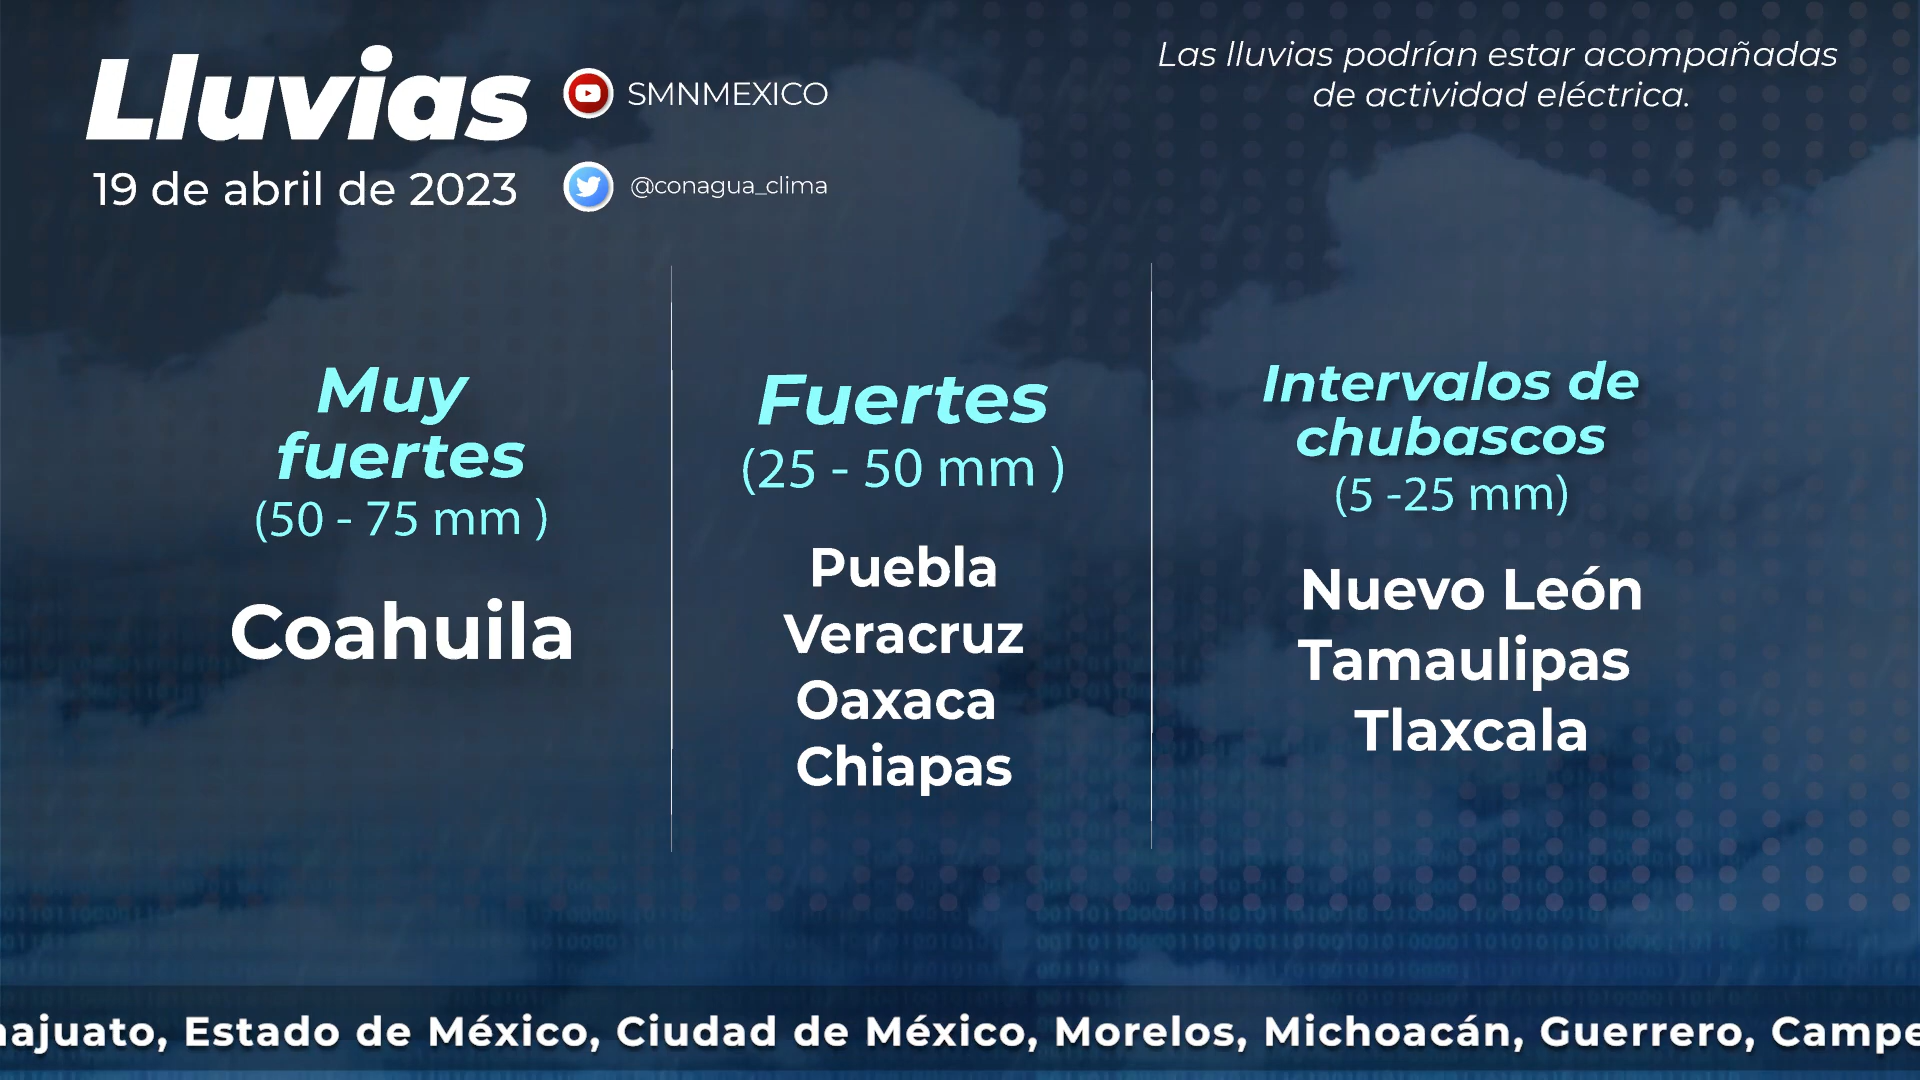 Lluvias
19 de abril de 2023
SMNMEXICO
@conagua_clima
Las lluvias podrían estar acompañadas
de actividad eléctrica.
Muy
fuertes
(50 - 75 mm )
Coahuila
Fuertes
(25 - 50 mm )
Puebla
Veracruz
Oaxaca
Chiapas
Intervalos de
chubascos
(5 -25 mm)
Nuevo León
Tamaulipas
Tlaxcala
najuato, Estado de México, Ciudad de México, Morelos, Michoacán, Guerrero, Campe